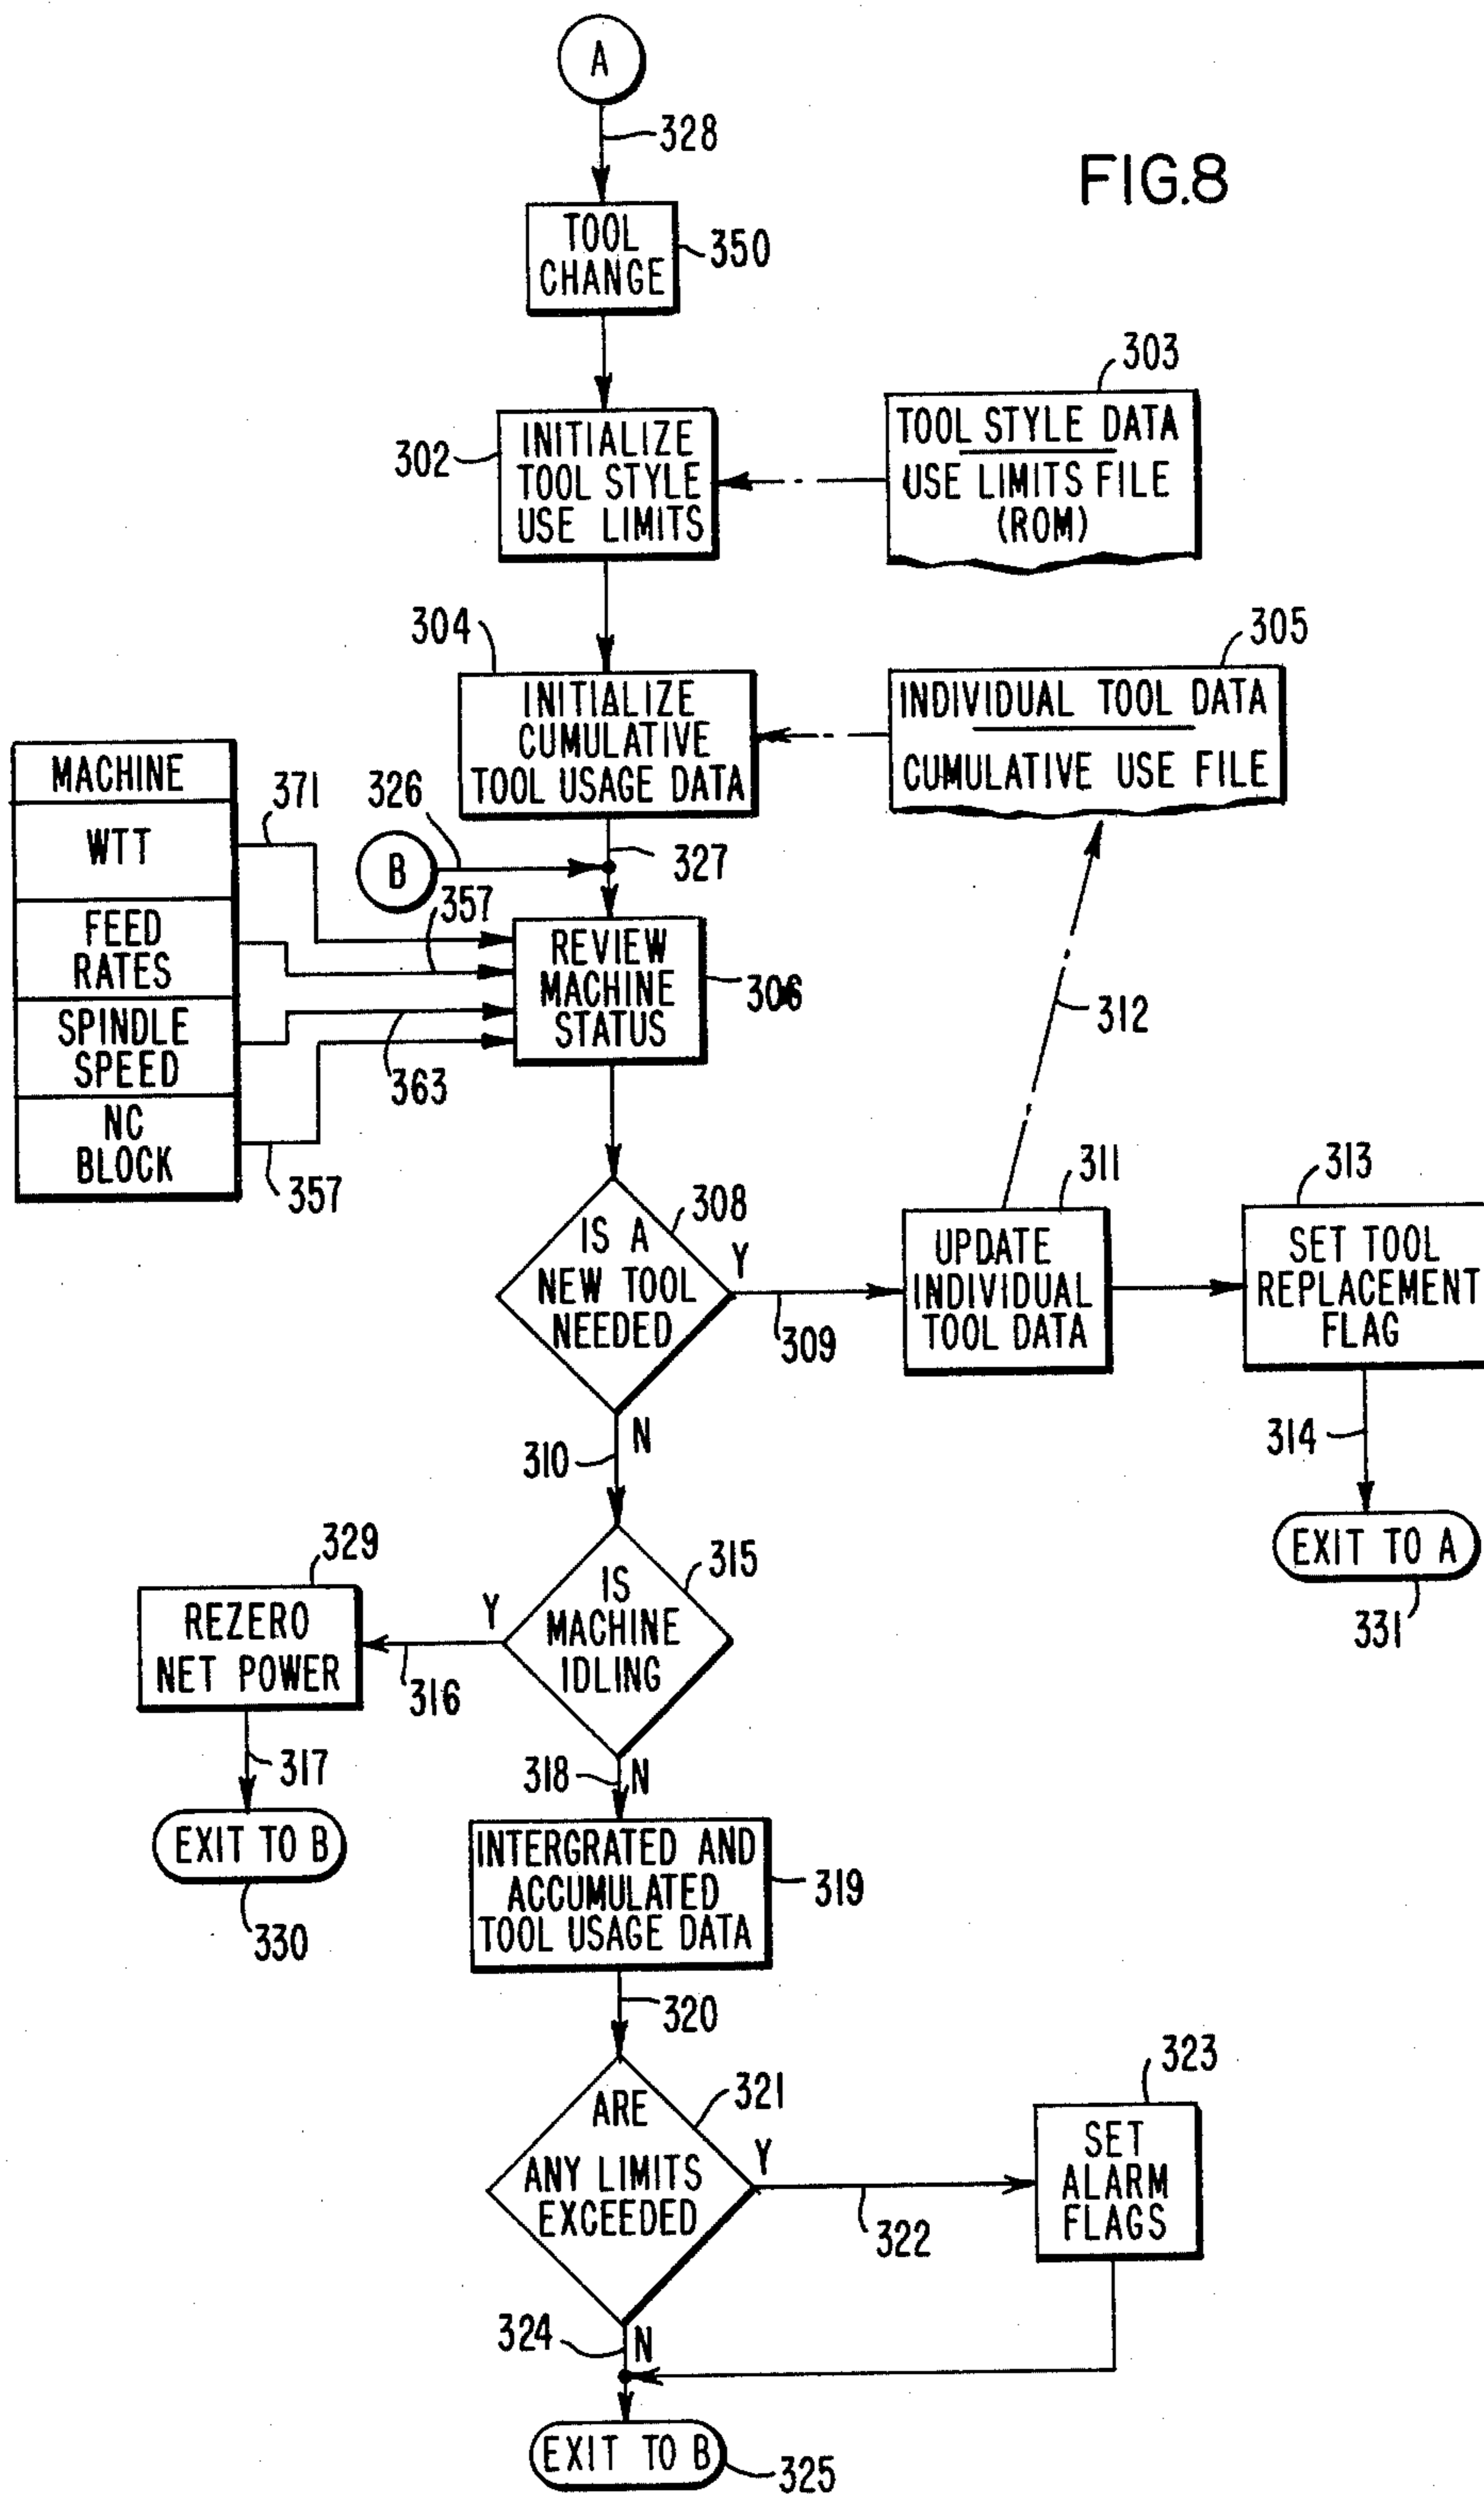 A
328
FIG.8
TOOL
CHANGE
350
303
302
INITIALIZE
TOOL STYLE
USE LIMITS
TOOL STYLE DATA
USE LIMITS FILE
(ROM)
304
305
INITIALIZE
CUMULATIVE
TOOL USAGE DATA
INDIVIDUAL TOOL DATA
CUMULATIVE USE FILE
MACHINE
WTT
FEED
RATES
SPINDLE
SPEED
NC
BLOCK
371
326
B
327
357
363
357
REVIEW
MACHINE
STATUS
306
312
308
IS A
NEW TOOL
NEEDED
Y
309
311
UPDATE
INDIVIDUAL
TOOL DATA
313
SET TOOL
REPLACEMENT
FLAG
310
N
314
EXIT TO A
331
329
REZERO
NET POWER
Y
316
315
IS
MACHINE
IDLING
317
318
N
EXIT TO B
330
INTERGRATED AND
ACCUMULATED
TOOL USAGE DATA
319
320
321
ARE
ANY LIMITS
EXCEEDED
Y
322
323
SET
ALARM
FLAGS
324
N
EXIT TO B
325